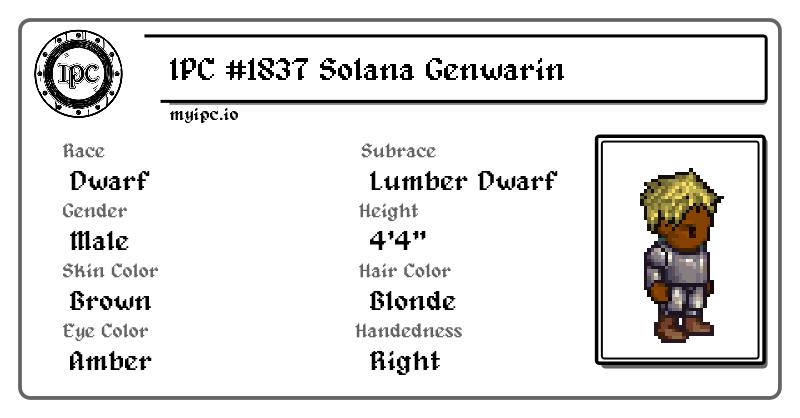 IPC
IPC #1837 Solana Genwarin
myipc.io
Race
Subrace
Dwarf
Lumber Dwarf
Gender
Height
Male
4'4"
Skin Color
Hair Color
Brown
Blonde
Eye Color
Handedness
Amber
Right